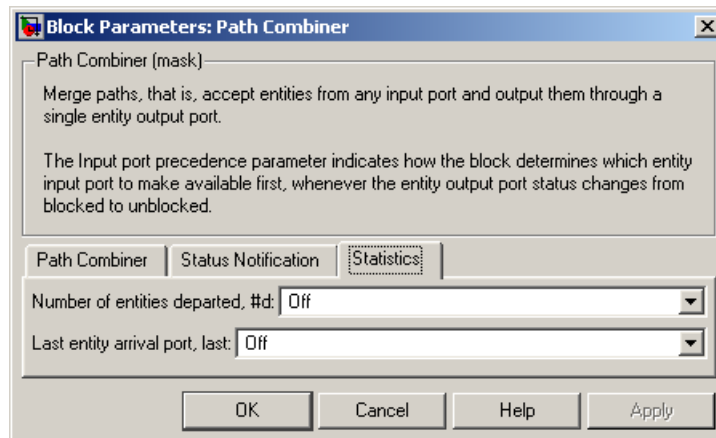 Block Parameters: Path Combiner
Path Combiner (mask)
Merge paths, that is, accept entities from any input port and output them through a
single entity output port.
The Input port precedence parameter indicates how the block determines which entity
input port to make available first, whenever the entity output port status changes from
blocked to unblocked.
Path Combiner Status Notification Statistics
Number of entities departed, #d: Off
Last entity arrival port, last: Off
OK Cancel Help Apply